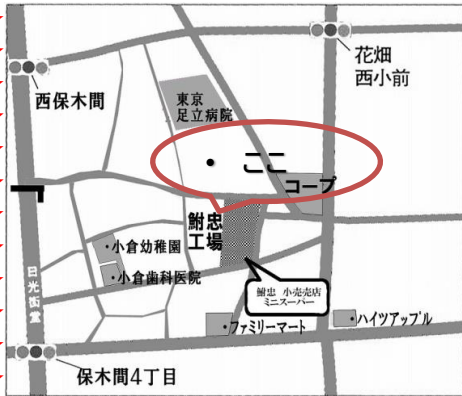 花畑
西小前
西保木間
東京
足立病院
・ ここ
コープ
鮒忠
工場
・小倉幼稚園
・小倉歯科医院
日光街道
鮒忠 小売売店
ミニスーパー
・ファミリーマート
・ハイツアップル
・保木間4丁目